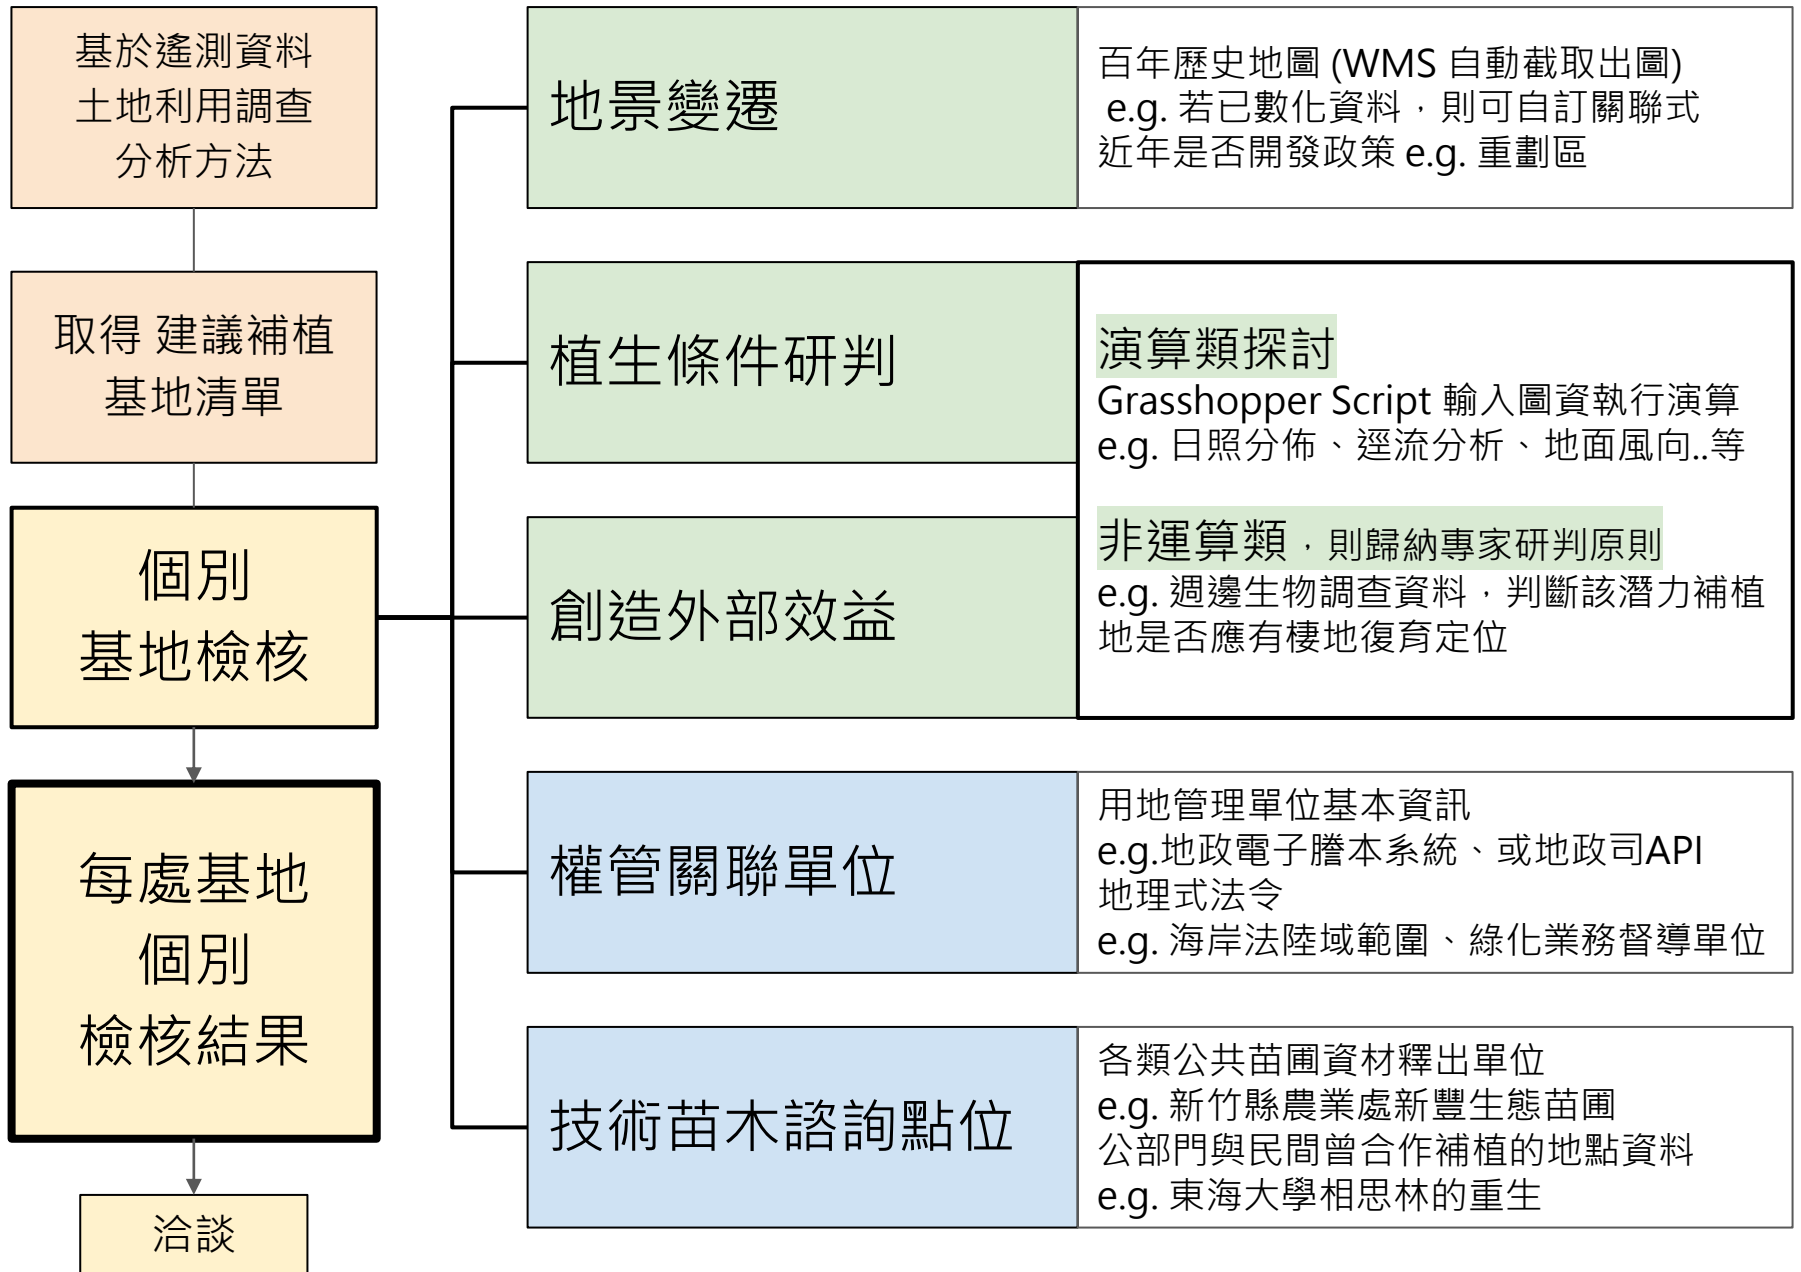 基於遙測資料
土地利用調查
分析方法
取得 建議補植
基地清單
個別
基地檢核
每處基地
個別
檢核結果
洽談
地景變遷
百年歷史地圖 (WMS 自動截取出圖)
e.g. 若已數化資料，則可自訂關聯式
近年是否開發政策 e.g. 重劃區
植生條件研判
創造外部效益
演算類探討
Grasshopper Script 輸入圖資執行演算
e.g. 日照分佈、逕流分析、地面風向..等
非運算類，則歸納專家研判原則
e.g. 週邊生物調查資料，判斷該潛力補植
地是否應有棲地復育定位
權管關聯單位
用地管理單位基本資訊
e.g.地政電子謄本系統、或地政司API
地理式法令
e.g. 海岸法陸域範圍、綠化業務督導單位
技術苗木諮詢點位
各類公共苗圃資材釋出單位
e.g. 新竹縣農業處新豐生態苗圃
公部門與民間曾合作補植的地點資料
e.g. 東海大學相思林的重生